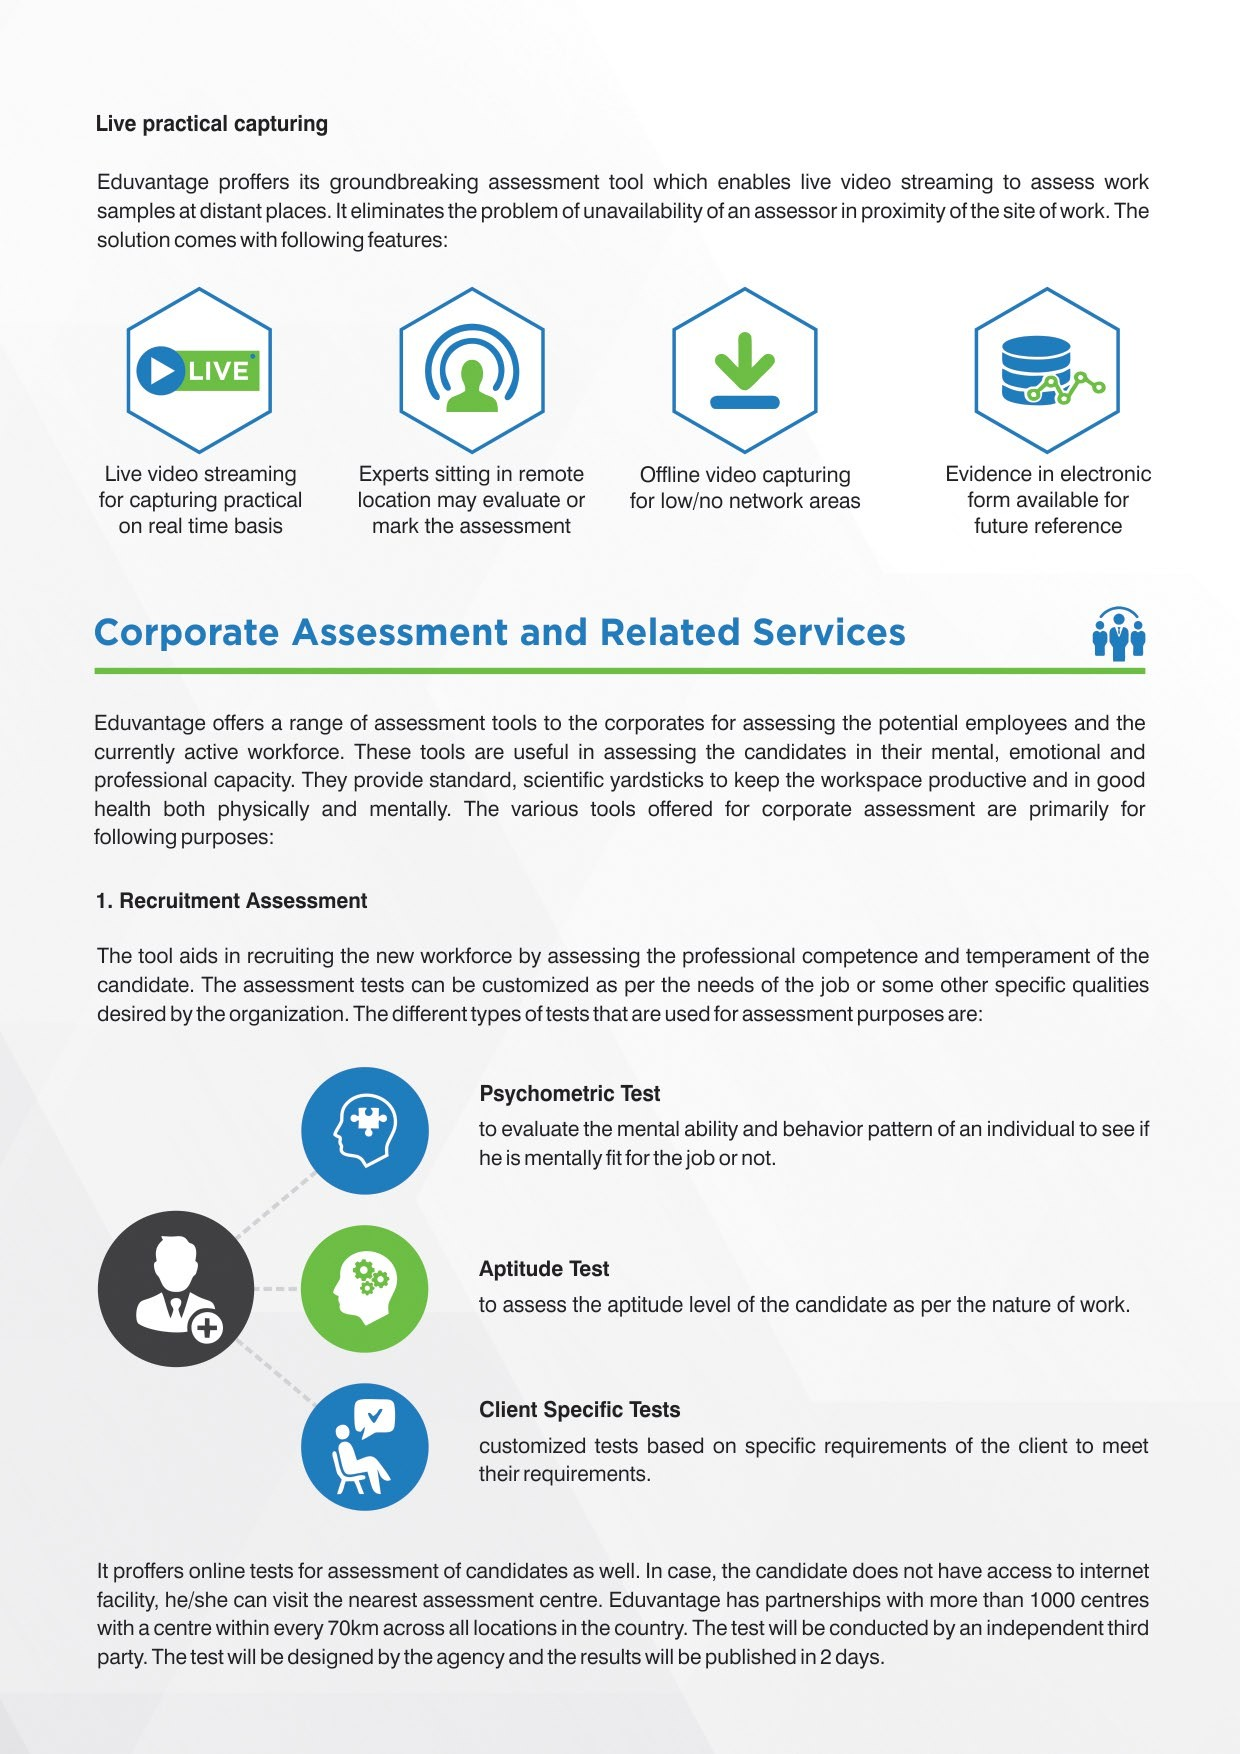 Live practical capturing
Eduvantage proffers its groundbreaking assessment tool which enables live video streaming to assess work
samples at distant places. It eliminates the problem of unavailability of an assessor in proximity of the site of work. The
solution comes with following features:
LIVE
Live video streaming
for capturing practical
on real time basis
Experts sitting in remote
location may evaluate or
mark the assessment
Offline video capturing
for low/no network areas
Evidence in electronic
form available for
future reference
Corporate Assessment and Related Services
Eduvantage offers a range of assessment tools to the corporates for assessing the potential employees and the
currently active workforce. These tools are useful in assessing the candidates in their mental, emotional and
professional capacity. They provide standard, scientific yardsticks to keep the workspace productive and in good
health both physically and mentally. The various tools offered for corporate assessment are primarily for
following purposes:
1. Recruitment Assessment
The tool aids in recruiting the new workforce by assessing the professional competence and temperament of the
candidate. The assessment tests can be customized as per the needs of the job or some other specific qualities
desired by the organization. The different types of tests that are used for assessment purposes are:
Psychometric Test
to evaluate the mental ability and behavior pattern of an individual to see if
he is mentally fit for the job or not.
Aptitude Test
to assess the aptitude level of the candidate as per the nature of work.
Client Specific Tests
customized tests based on specific requirements of the client to meet
their requirements.
It proffers online tests for assessment of candidates as well. In case, the candidate does not have access to internet
facility, he/she can visit the nearest assessment centre. Eduvantage has partnerships with more than 1000 centres
with a centre within every 70km across all locations in the country. The test will be conducted by an independent third
party. The test will be designed by the agency and the results will be published in 2 days.